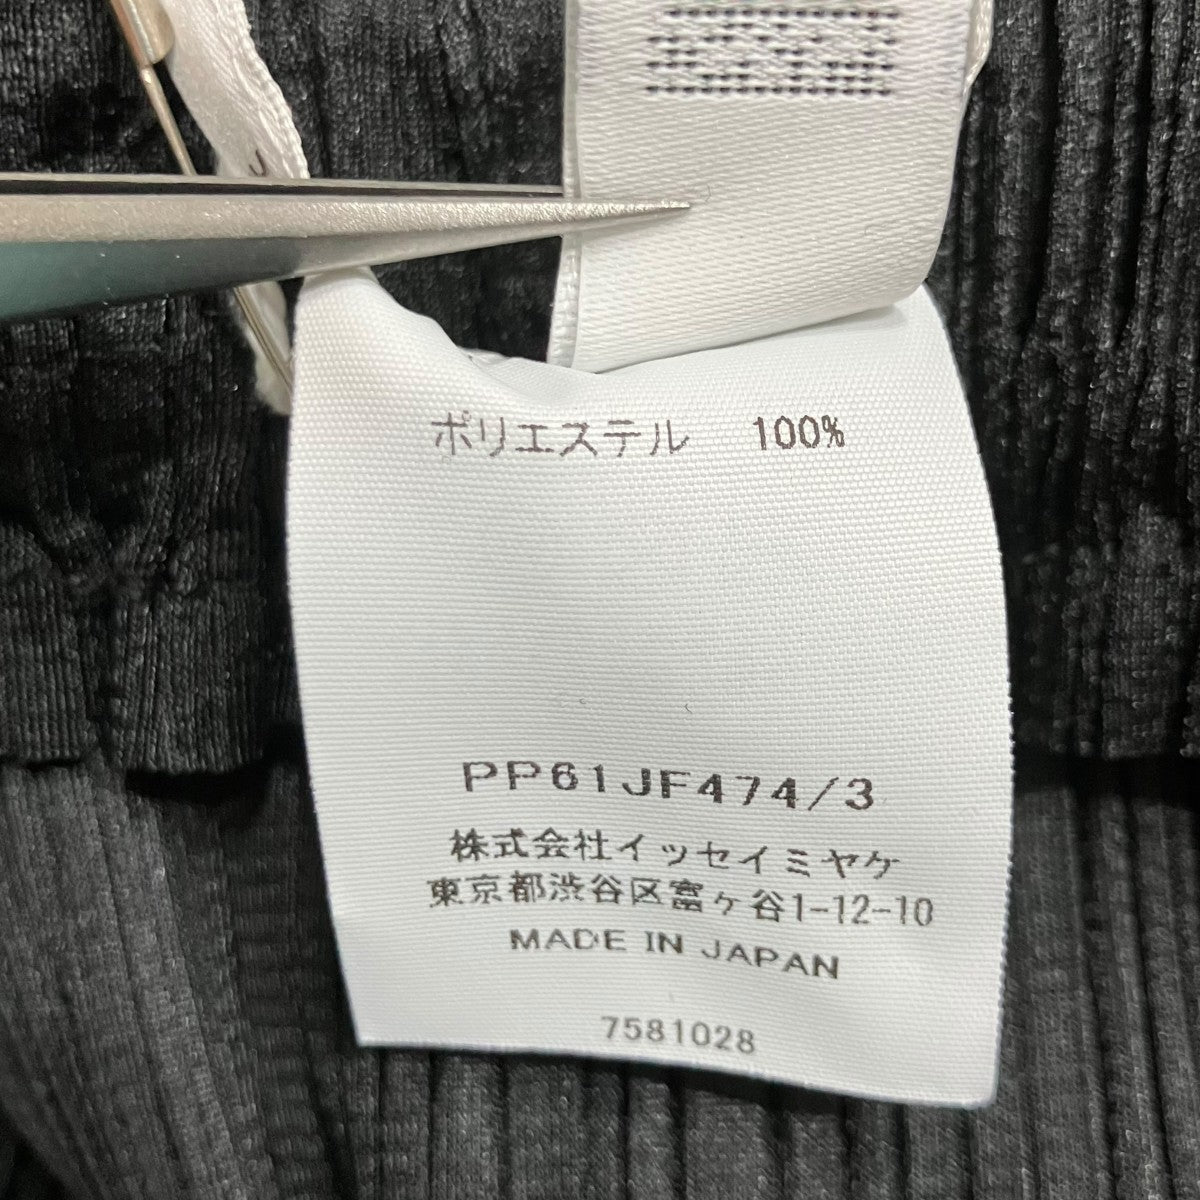 ポリエステル 100%
PP61JF474/3
株式会社イッセイミヤケ
東京都渋谷区富ヶ谷1-12-10
MADE IN JAPAN
7581028